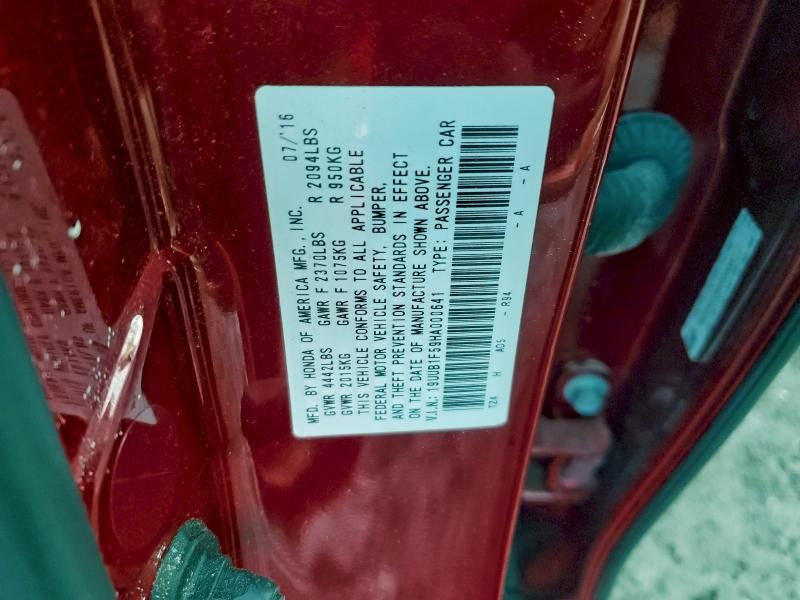 MFD. BY HONDA OF AMERICA MFG., INC. 07/'16
GVWR 4442LBS GAWR F 2370LBS R 2094LBS
GVWR 2015KG GAWR F 1075KG R 950KG
THIS VEHICLE CONFORMS TO ALL APPLICABLE
FEDERAL MOTOR VEHICLE SAFETY, BUMPER,
AND THEFT PREVENTION STANDARDS IN EFFECT
ON THE DATE OF MANUFACTURE SHOWN ABOVE.
V.I.N.: 19UUB1F59HA000641 TYPE: PASSENGER CAR
TZ4 H AOS - R94 - A - A